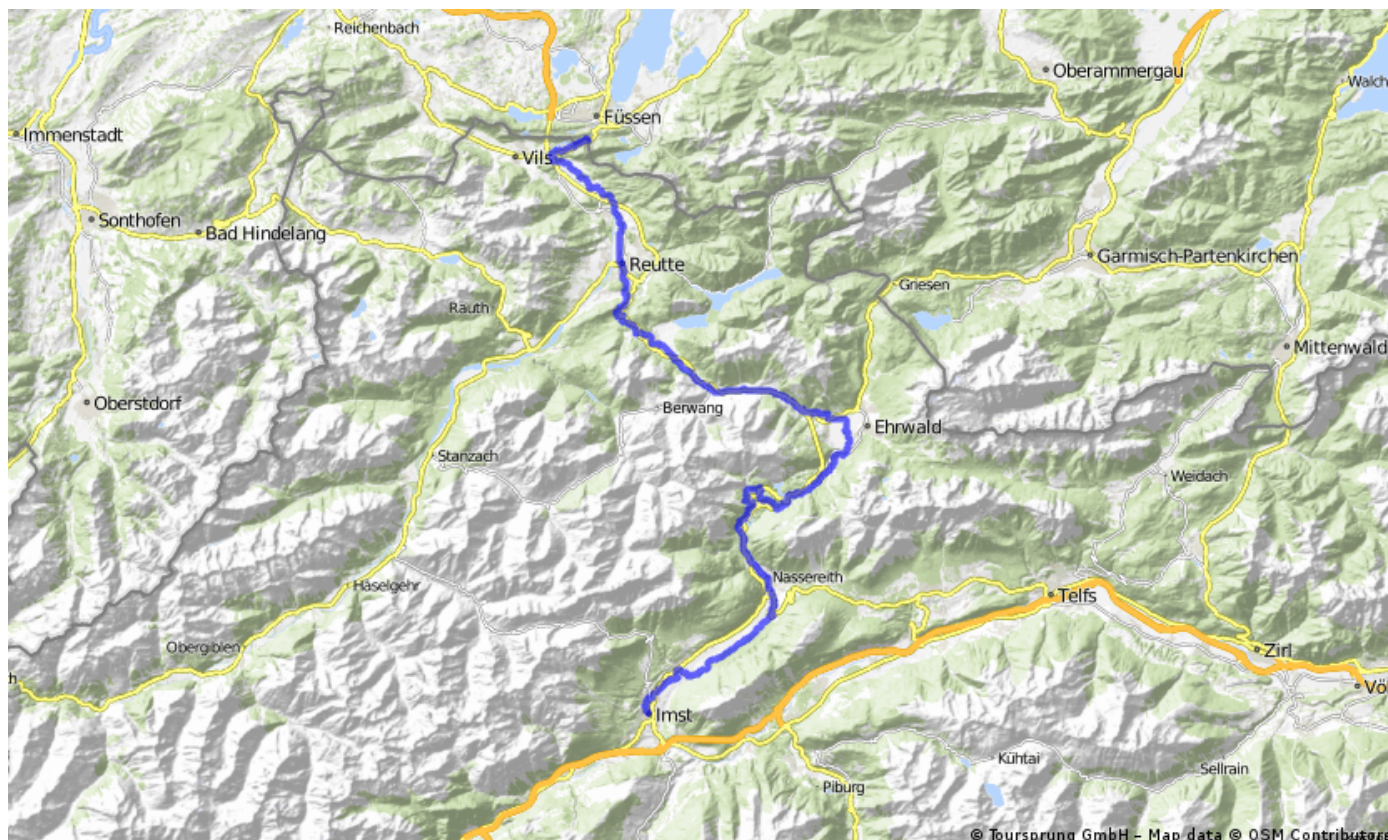 Reichenbach
Oberammergau
Walch
Füssen
Immenstadt
Vils
Sonthofen
Bad Hindelang
Garmisch-Partenkirchen
Reutte
Griesen
Rauth
Mittenwald
Oberstdorf
Berwang
Ehrwald
Stanzach
Weidach
Nassereith
Häselgehr
Telfs
Obergiblen
Zirl
h
Vö
Imst
Kühtai
Sellrain
Piburg
© Toursprung GmbH – Map data © OSM Contributors